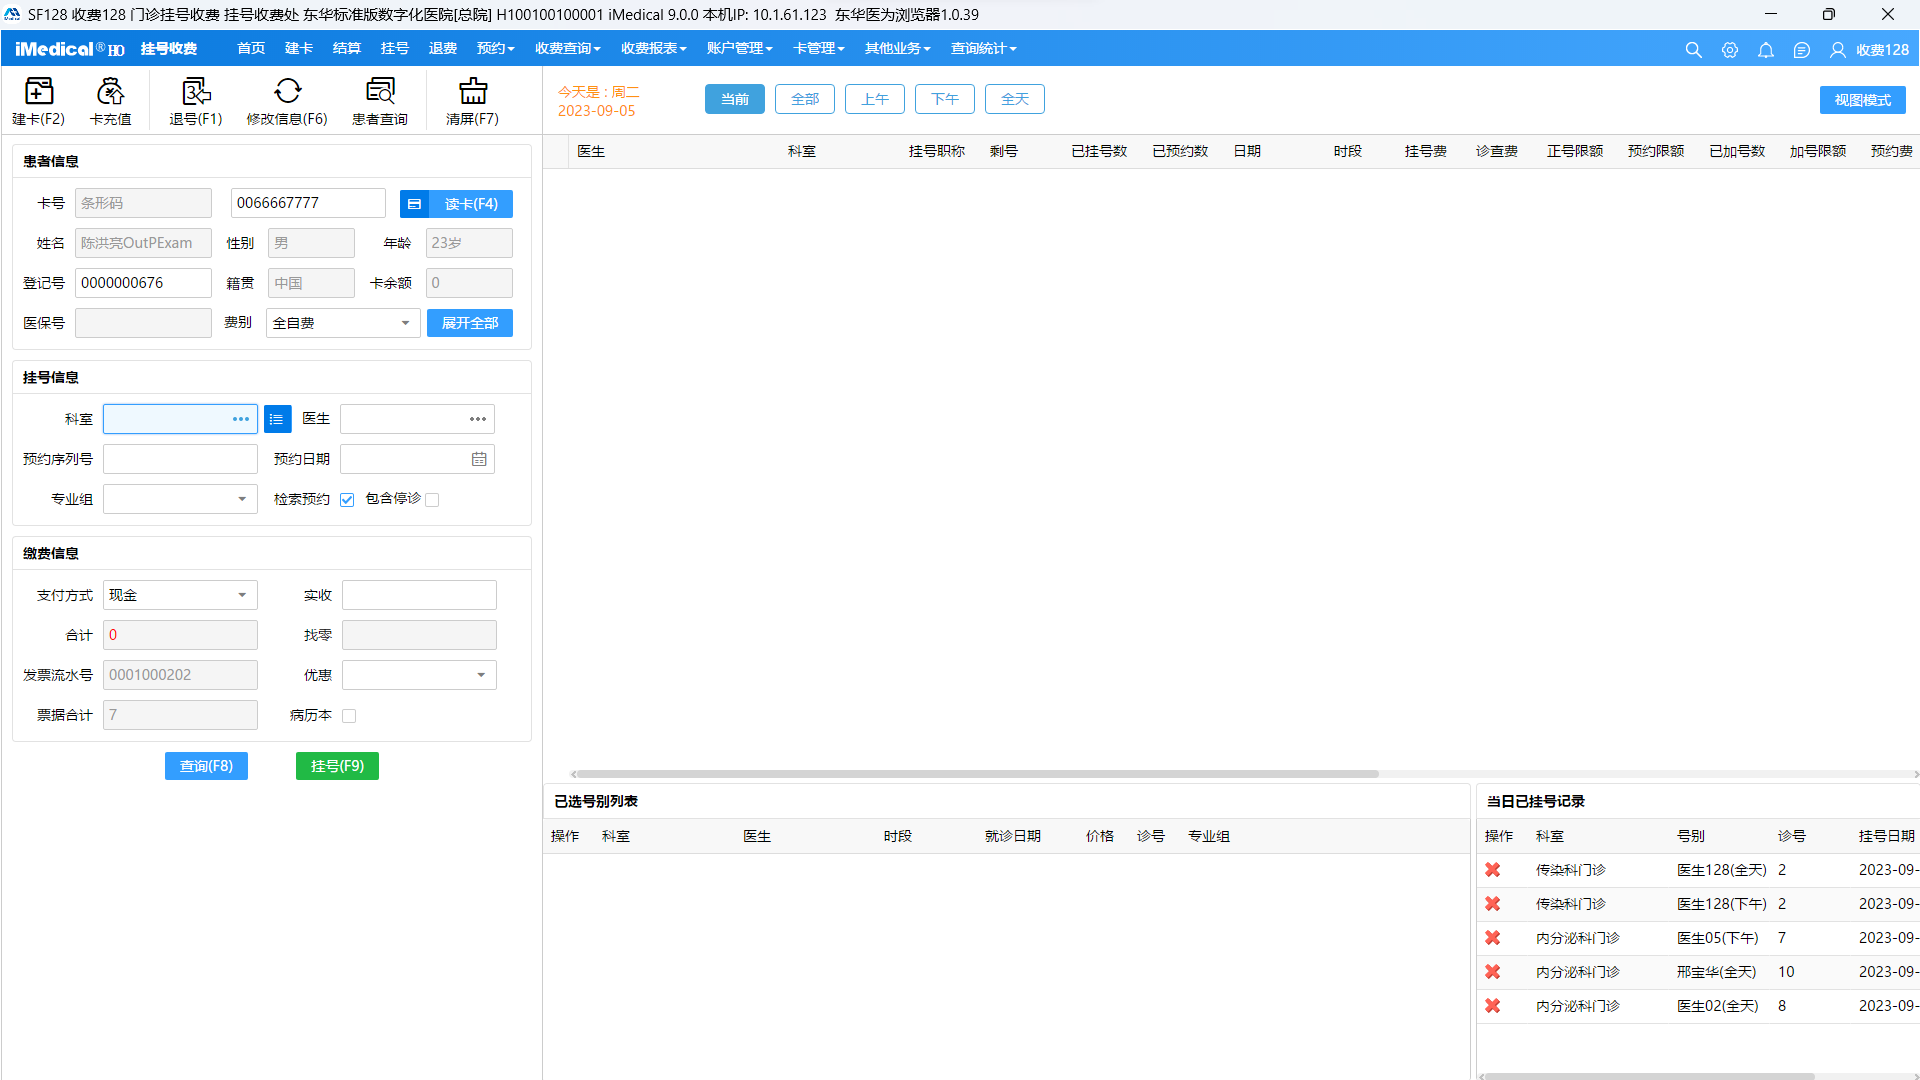 SF128 收费128 门诊挂号收费 挂号收费处 东华标准版数字化医院[总院] H100100100001 iMedical 9.0.0 本机IP: 10.1.61.123 东华医为浏览器1.0.39
iMedical® HO 挂号收费 首页 建卡 结算 挂号 退费 预约 收费查询 收费报表 账户管理 卡管理 其他业务 查询统计 收费128
建卡(F2) 卡充值 退号(F1) 修改信息(F6) 患者查询 清屏(F7)
今天是 : 周二
2023-09-05
当前 全部 上午 下午 全天 视图模式
医生 科室 挂号职称 剩号 已挂号数 已预约数 日期 时段 挂号费 诊查费 正号限额 预约限额 已加号数 加号限额 预约费
患者信息
卡号 条形码 0066667777 读卡(F4)
姓名 陈洪亮OutPExam 性别 男 年龄 23岁
登记号 0000000676 籍贯 中国 卡余额 0
医保号 费别 全自费 展开全部
挂号信息
科室 医生
预约序列号 预约日期
专业组 检索预约 包含停诊
缴费信息
支付方式 现金 实收
合计 0 找零
发票流水号 0001000202 优惠
票据合计 7 病历本
查询(F8) 挂号(F9)
已选号别列表
操作 科室 医生 时段 就诊日期 价格 诊号 专业组
当日已挂号记录
操作 科室 号别 诊号 挂号日期
传染科门诊 医生128(全天) 2 2023-09-
传染科门诊 医生128(下午) 2 2023-09-
内分泌科门诊 医生05(下午) 7 2023-09-
内分泌科门诊 邢宝华(全天) 10 2023-09-
内分泌科门诊 医生02(全天) 8 2023-09-